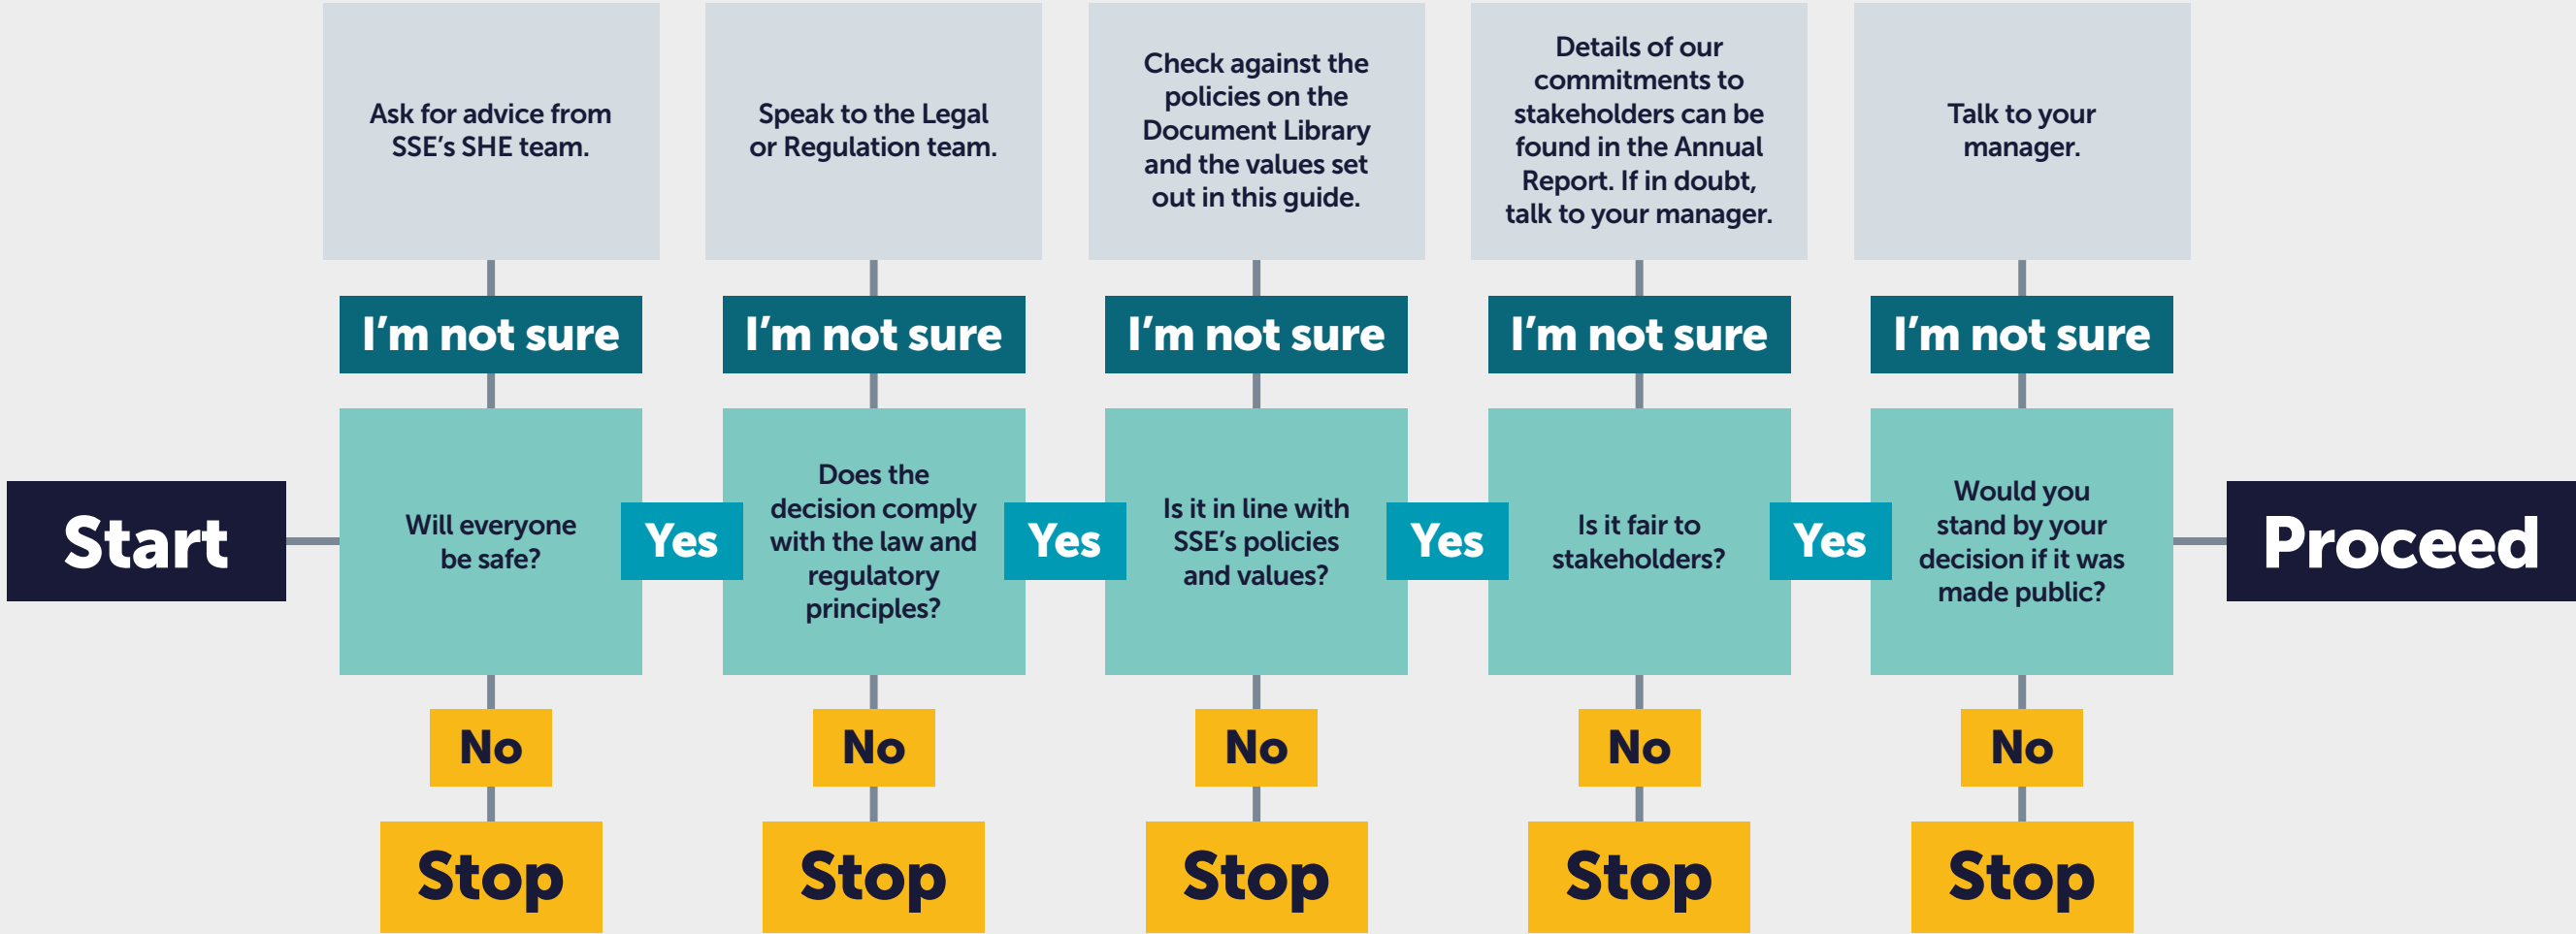 Ask for advice from
SSE's SHE team.
Speak to the Legal
or Regulation team.
Check against the
policies on the
Document Library
and the values set
out in this guide.
Details of our
commitments to
stakeholders can be
found in the Annual
Report. If in doubt,
talk to your manager.
Talk to your
manager.
I'm not sure
I'm not sure
I'm not sure
I'm not sure
I'm not sure
Start
Will everyone
be safe?
Yes
Does the
decision comply
with the law and
regulatory
principles?
Yes
Is it in line with
SSE's policies
and values?
Yes
Is it fair to
stakeholders?
Yes
Would you
stand by your
decision if it was
made public?
Proceed
No
No
No
No
No
Stop
Stop
Stop
Stop
Stop